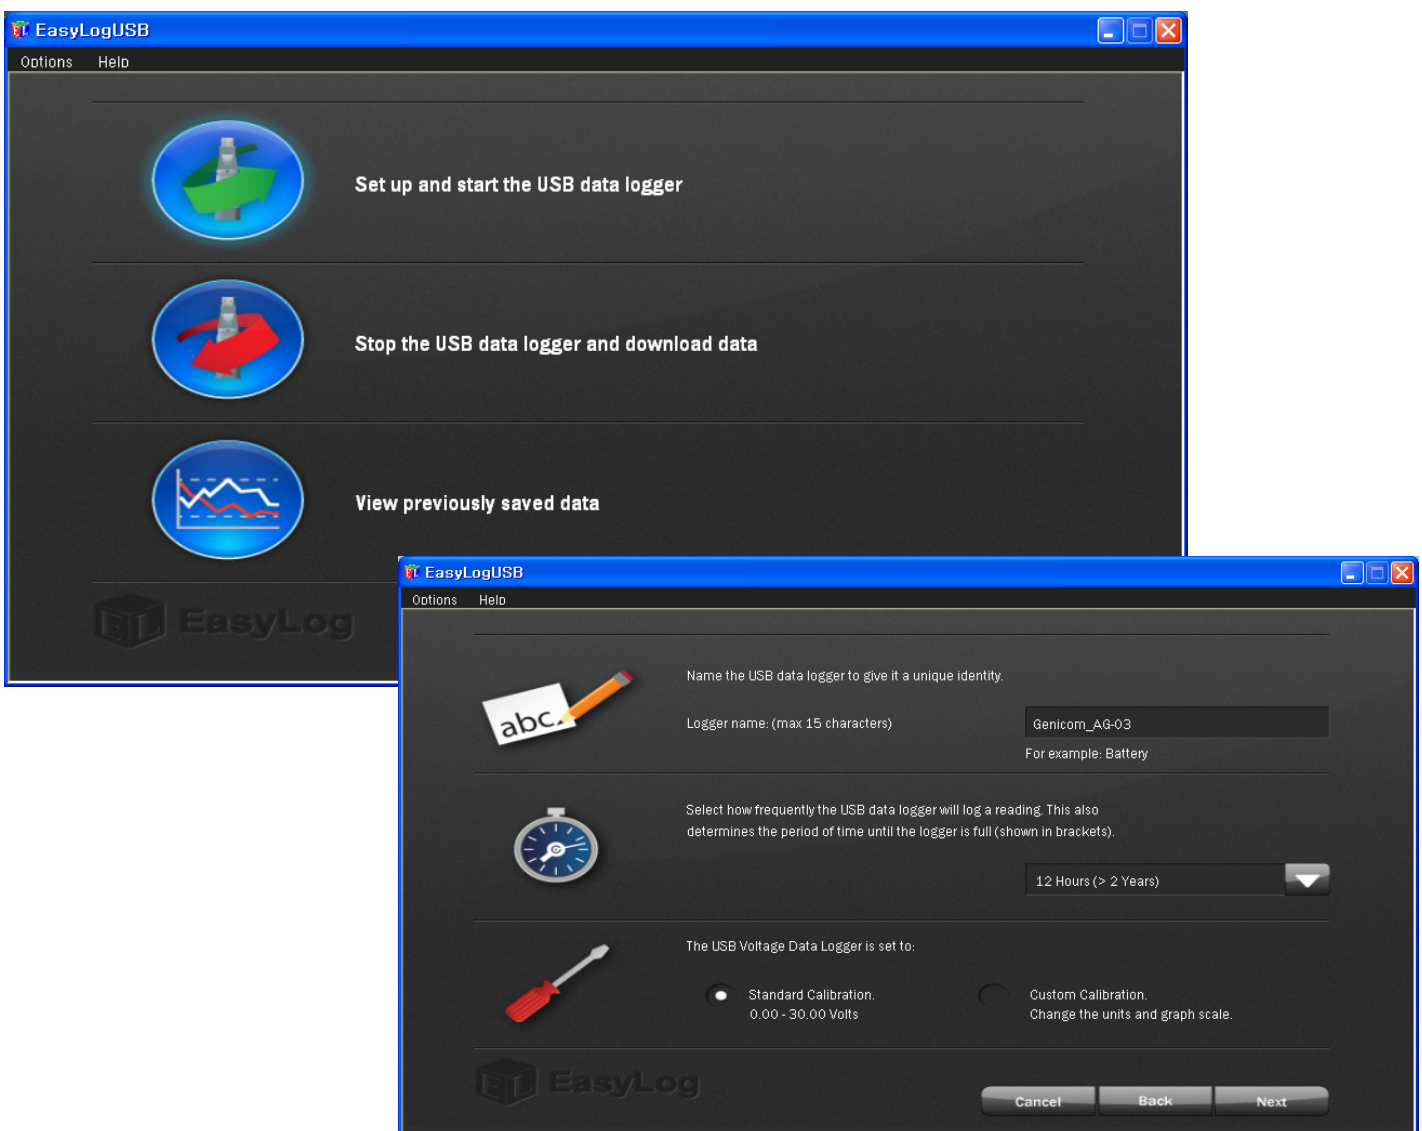 EasyLogUSB
Options Help
Set up and start the USB data logger
Stop the USB data logger and download data
View previously saved data
EL EasyLog
EasyLogUSB
Options Help
abc
Name the USB data logger to give it a unique identity.
Logger name: (max 15 characters)
Genicom_AG-03
For example: Battery
Select how frequently the USB data logger will log a reading. This also
determines the period of time until the logger is full (shown in brackets).
12 Hours (> 2 Years)
The USB Voltage Data Logger is set to:
Standard Calibration.
0.00 - 30.00 Volts
Custom Calibration.
Change the units and graph scale.
EL EasyLog
Cancel Back Next